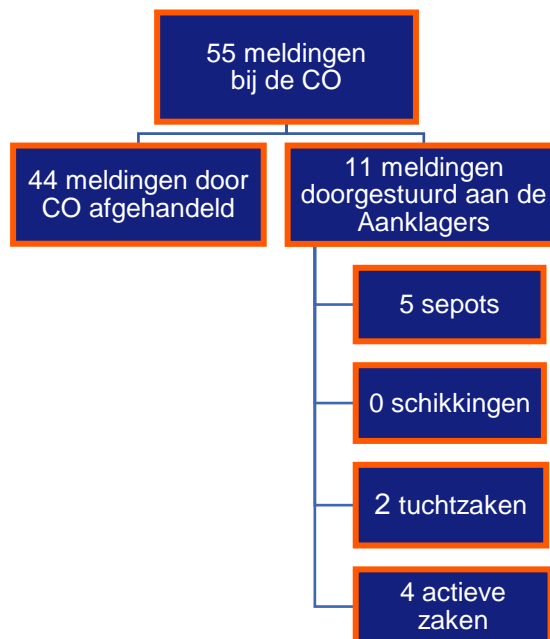 55 meldingen
bij de CO
44 meldingen door
CO afgehandeld
11 meldingen
doorgestuurd aan de
Aanklagers
5 sepots
0 schikkingen
2 tuchtzaken
4 actieve
zaken